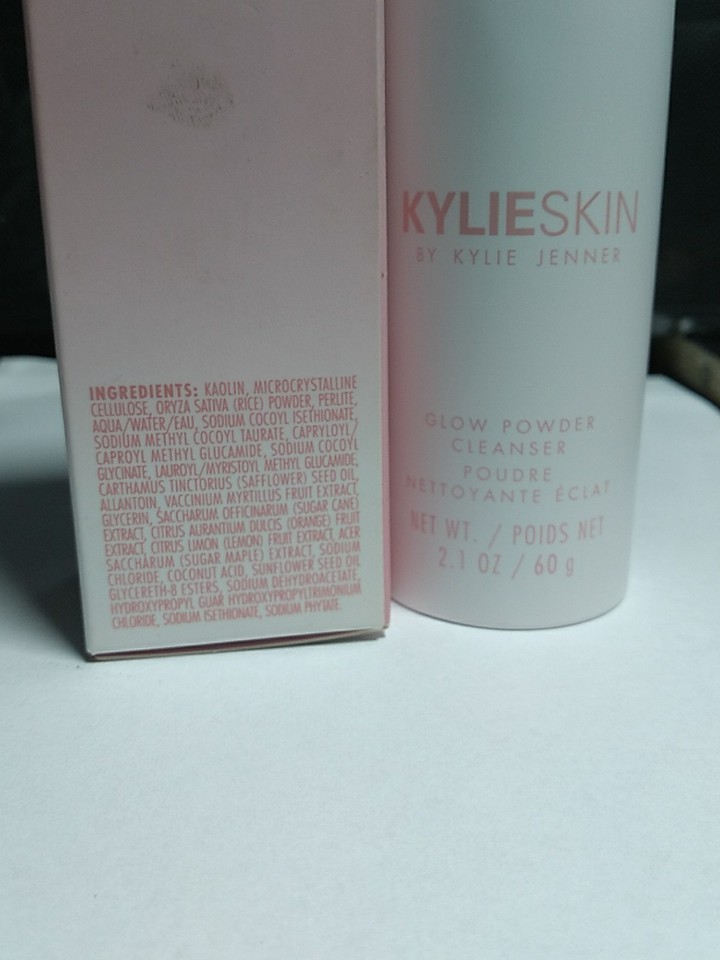 INGREDIENTS: KAOLIN, MICROCRYSTALLINE
CELLULOSE, ORYZA SATIVA (RICE) POWDER, PERLITE,
AQUA/WATER/EAU, SODIUM COCOYL ISETHIONATE,
SODIUM METHYL COCOYL TAURATE, CAPRYLOYL/
CAPROYL METHYL GLUCAMIDE, SODIUM COCOYL
GLYCINATE, LAUROYL/MYRISTOYL METHYL GLUCAMIDE,
CARTHAMUS TINCTORIUS (SAFFLOWER) SEED OIL,
ALLANTOIN, VACCINIUM MYRTILLUS FRUIT EXTRACT,
GLYCERIN, SACCHARUM OFFICINARUM (SUGAR CANE)
EXTRACT, CITRUS AURANTIUM DULCIS (ORANGE) FRUIT
EXTRACT, CITRUS LIMON (LEMON) FRUIT EXTRACT, ACER
SACCHARUM (SUGAR MAPLE) EXTRACT, SODIUM
CHLORIDE, COCONUT ACID, SUNFLOWER SEED OIL
GLYCERETH-8 ESTERS, SODIUM DEHYDROACETATE,
HYDROXYPROPYL GUAR HYDROXYPROPYLTRIMONIUM
CHLORIDE, SODIUM ISETHIONATE, SODIUM PHYTATE.
KYLIESKIN
BY KYLIE JENNER
GLOW POWDER
CLEANSER
POUDRE
NETTOYANTE ÉCLAT
NET WT. / POIDS NET
2.1 OZ / 60 g